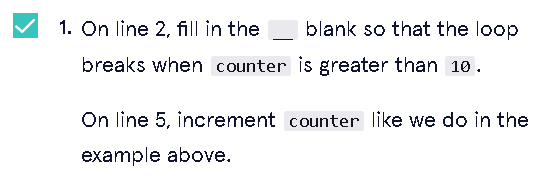 1. On line 2, fill in the __ blank so that the loop
breaks when counter is greater than 10.
On line 5, increment counter like we do in the
example above.